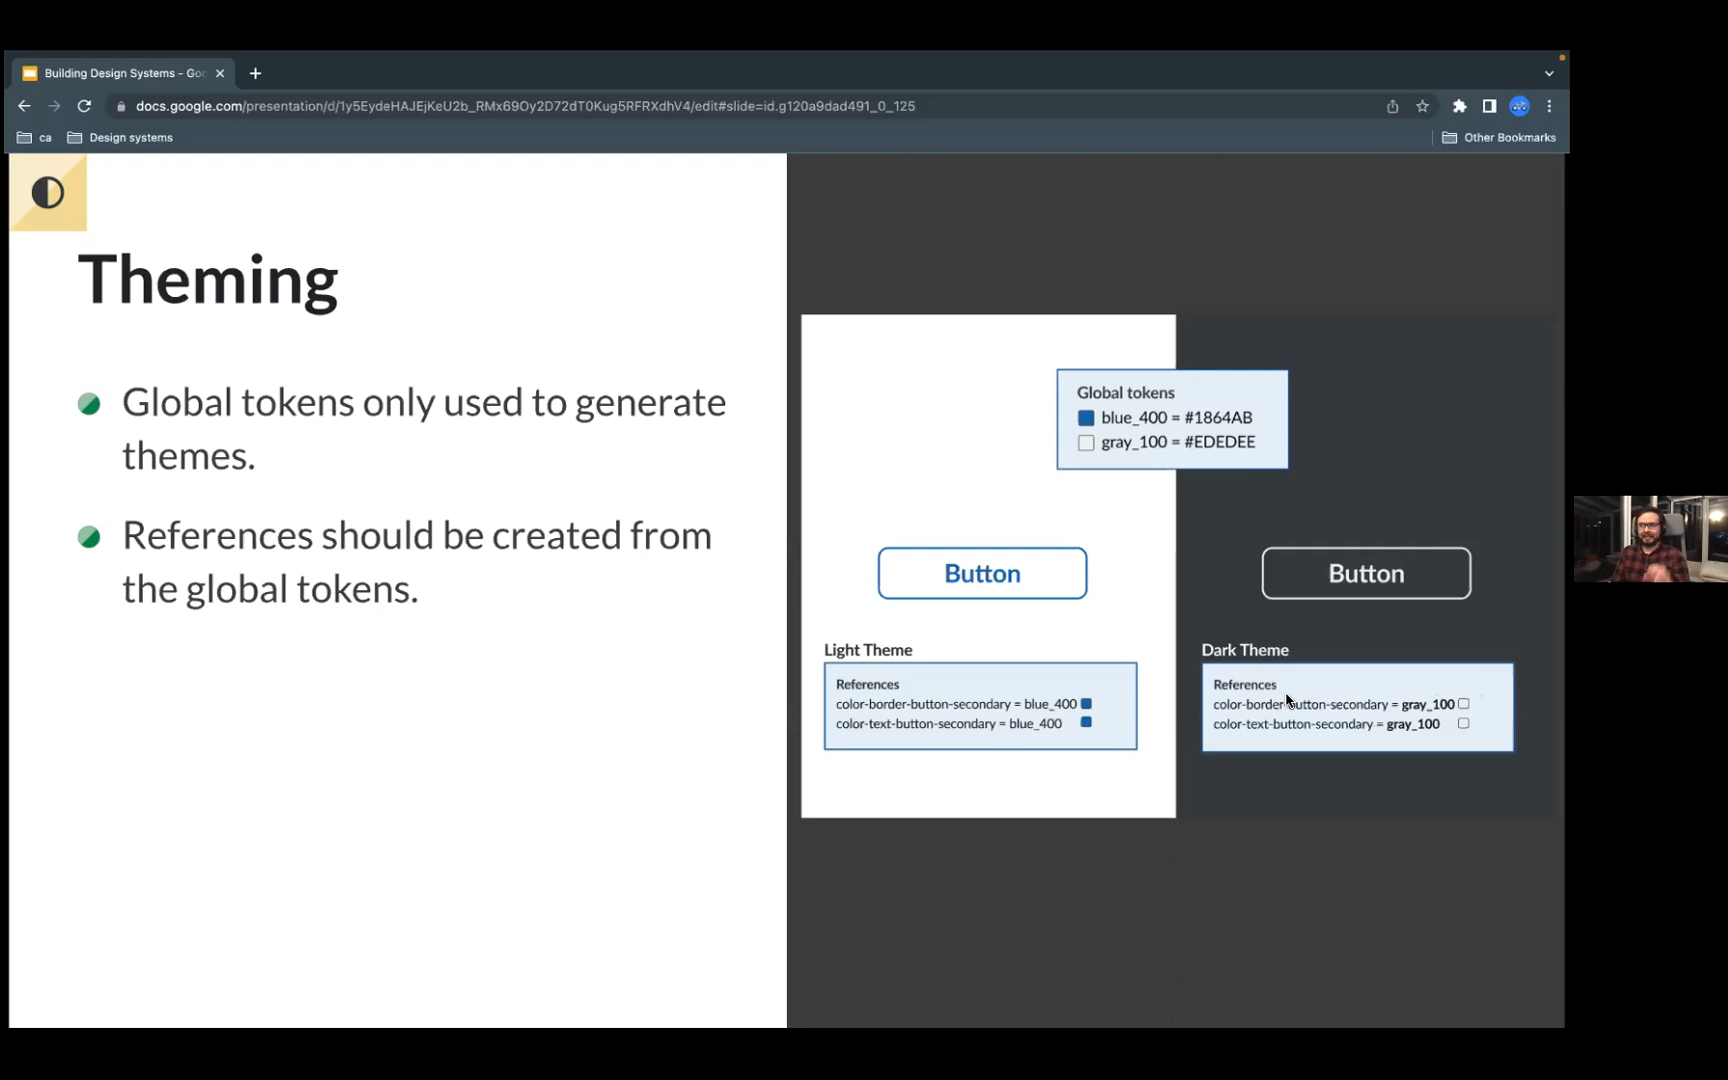 Building Design Systems - Goo
docs.google.com/presentation/d/1y5EydeHAJEjKeU2b_RMx69Oy2D72dT0Kug5RFRXdhV4/edit#slide=id.g120a9dad491_0_125
ca
Design systems
Other Bookmarks
Theming
Global tokens only used to generate
themes.
References should be created from
the global tokens.
Global tokens
blue_400 = #1864AB
gray_100 = #EDEDEE
Button
Light Theme
References
color-border-button-secondary = blue_400
color-text-button-secondary = blue_400
Button
Dark Theme
References
color-border-button-secondary = gray_100
color-text-button-secondary = gray_100